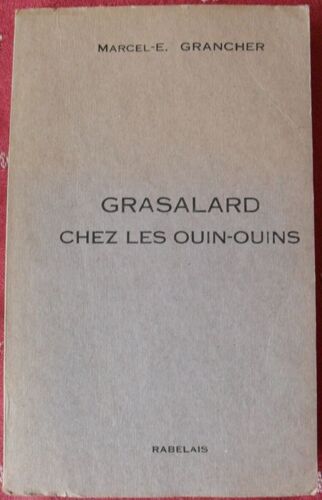 MARCEL-E. GRANCHER
GRASALARD
CHEZ LES OUIN-OUINS
RABELAIS